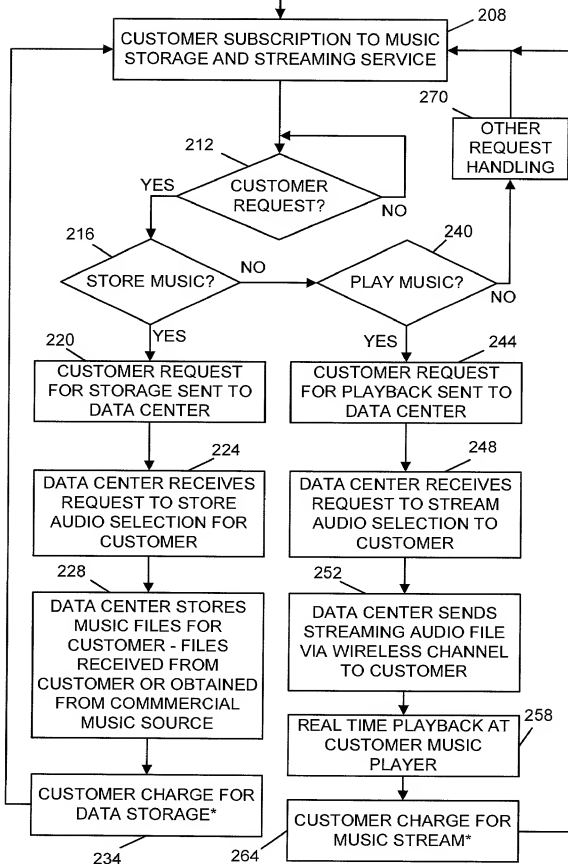 208
CUSTOMER SUBSCRIPTION TO MUSIC
STORAGE AND STREAMING SERVICE
270
OTHER
REQUEST
HANDLING
212
CUSTOMER
REQUEST?
YES
NO
216
STORE MUSIC?
NO
YES
240
PLAY MUSIC?
NO
YES
220
CUSTOMER REQUEST
FOR STORAGE SENT TO
DATA CENTER
224
DATA CENTER RECEIVES
REQUEST TO STORE
AUDIO SELECTION FOR
CUSTOMER
228
DATA CENTER STORES
MUSIC FILES FOR
CUSTOMER - FILES
RECEIVED FROM
CUSTOMER OR OBTAINED
FROM COMMMERCIAL
MUSIC SOURCE
CUSTOMER CHARGE FOR
DATA STORAGE*
234
244
CUSTOMER REQUEST
FOR PLAYBACK SENT TO
DATA CENTER
248
DATA CENTER RECEIVES
REQUEST TO STREAM
AUDIO SELECTION TO
CUSTOMER
252
DATA CENTER SENDS
STREAMING AUDIO FILE
VIA WIRELESS CHANNEL
TO CUSTOMER
258
REAL TIME PLAYBACK AT
CUSTOMER MUSIC
PLAYER
CUSTOMER CHARGE FOR
MUSIC STREAM*
264